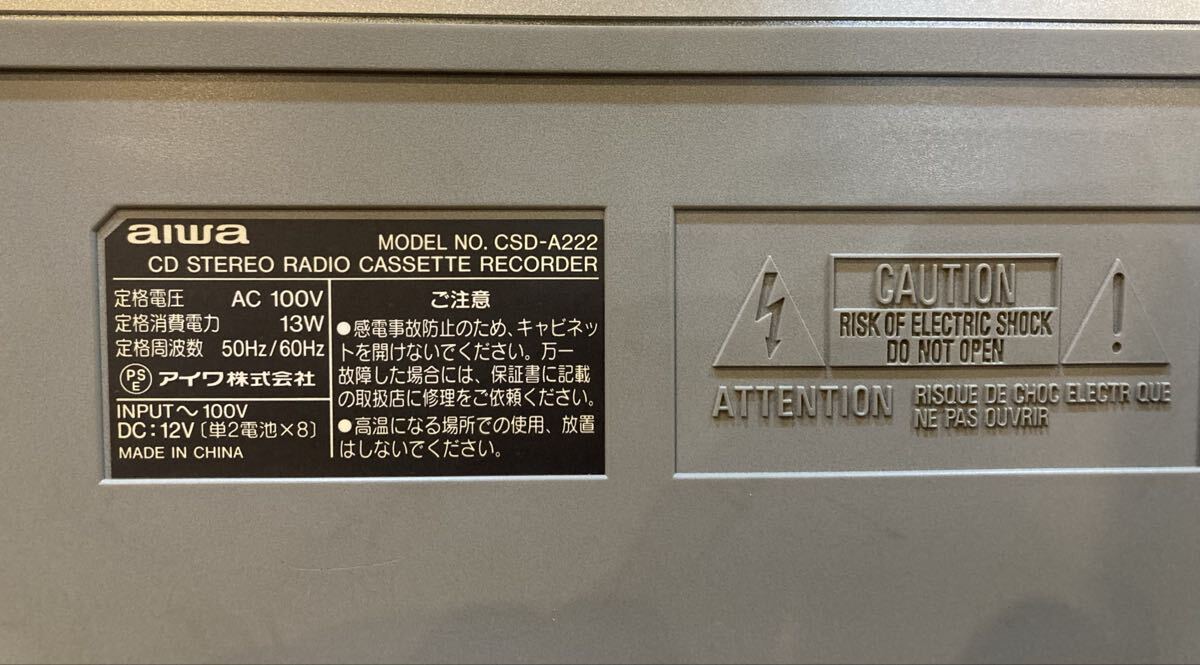 aiwa
MODEL NO. CSD-A222
CD STEREO RADIO CASSETTE RECORDER
定格電圧 AC 100V
定格消費電力 13W
定格周波数 50Hz/60Hz
PSE アイワ株式会社
INPUT～100V
DC:12V〔単2電池×8〕
MADE IN CHINA
ご注意
●感電事故防止のため、キャビネッ
トを開けないでください。万一
故障した場合には、保証書に記載
の取扱店に修理をご依頼ください。
●高温になる場所での使用、放置
はしないでください。
CAUTION
RISK OF ELECTRIC SHOCK
DO NOT OPEN
ATTENTION
RISQUE DE CHOC ELECTR QUE
NE PAS OUVRIR